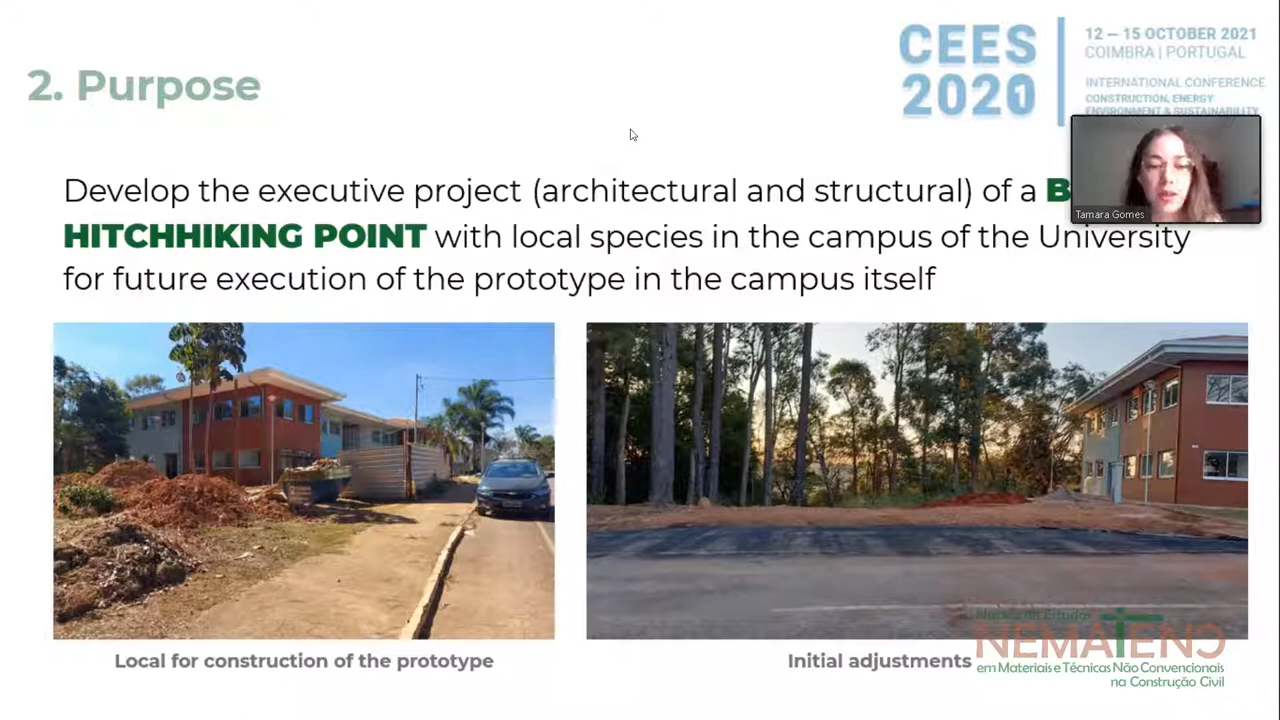 2. Purpose
CEES
2020
12 — 15 OCTOBER 2021
COIMBRA | PORTUGAL
INTERNATIONAL CONFERENCE
CONSTRUCTION, ENERGY
ENVIRONMENT & SUSTAINABILITY
Tamara Gomes
Develop the executive project (architectural and structural) of a B
HITCHHIKING POINT with local species in the campus of the University
for future execution of the prototype in the campus itself
Local for construction of the prototype
Initial adjustments
Núcleo de Estudos
NEMATENC
em Materiais e Técnicas Não Convencionais
na Construção Civil